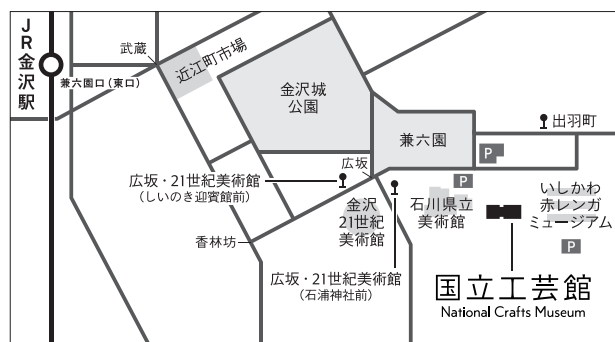 JR金沢駅
武蔵
近江町市場
兼六園口(東口)
金沢城
公園
兼六園
出羽町
P
広坂
広坂・21世紀美術館
(しいのき迎賓館前)
P
金沢
21世紀
美術館
石川県立
美術館
いしかわ
赤レンガ
ミュージアム
P
香林坊
広坂・21世紀美術館
(石浦神社前)
国立工芸館
National Crafts Museum